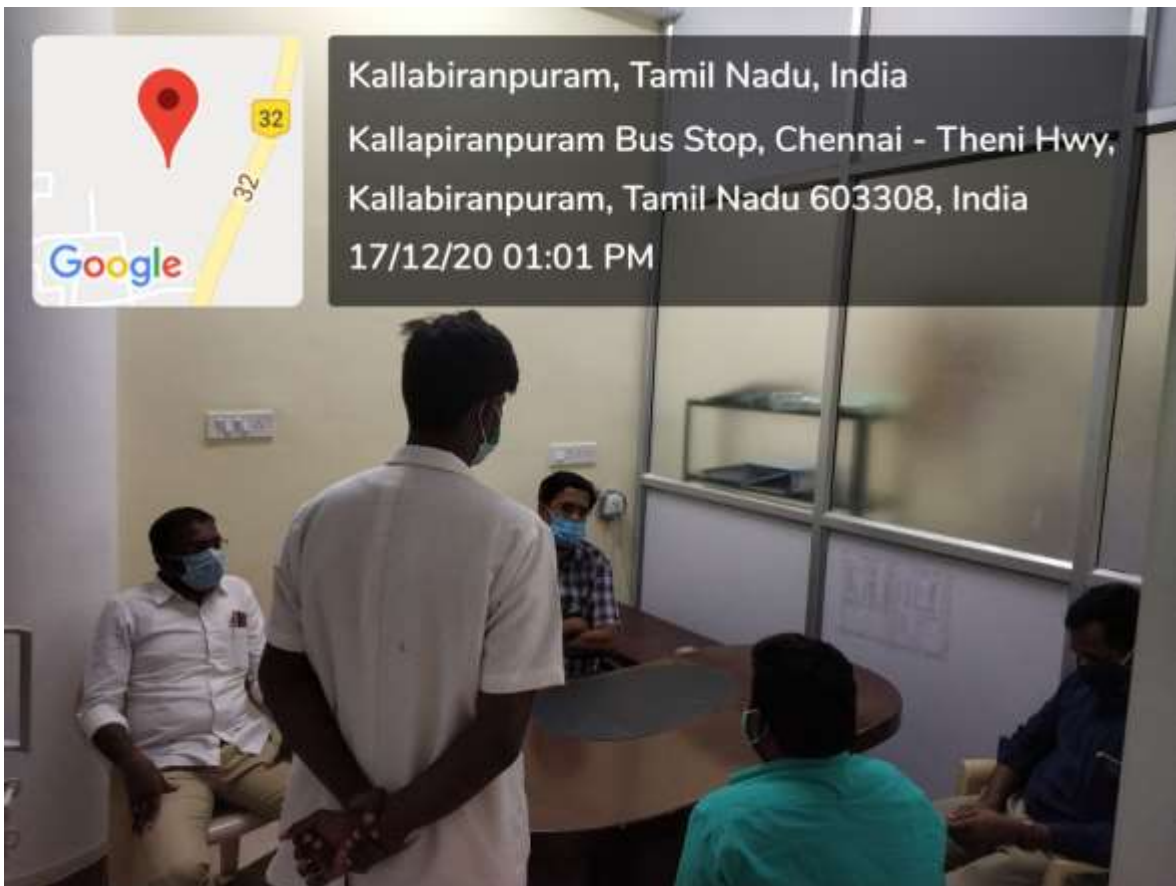 32
32
Google
Kallabiranpuram, Tamil Nadu, India
Kallapiranpuram Bus Stop, Chennai - Theni Hwy,
Kallabiranpuram, Tamil Nadu 603308, India
17/12/20 01:01 PM